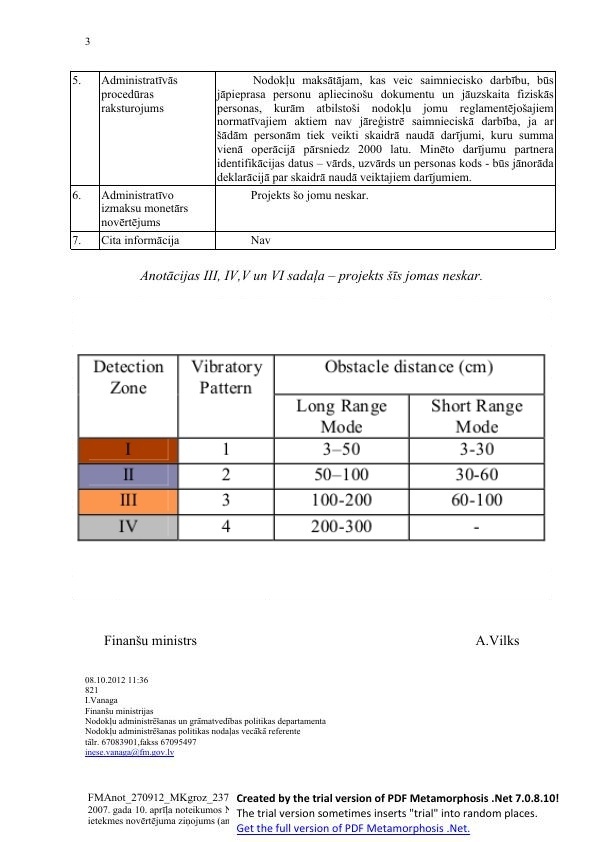 3
5. Administratīvās procedūras raksturojums
Nodokļu maksātājam, kas veic saimniecisko darbību, būs
jāpieprasa personu apliecinošu dokumentu un jāuzskaita fiziskās
personas, kurām atbilstoši nodokļu jomu reglamentējošajiem
normatīvajiem aktiem nav jāreģistrē saimnieciskā darbība, ja ar
šādām personām tiek veikti skaidrā naudā darījumi, kuru summa
vienā operācijā pārsniedz 2000 latu. Minēto darījumu partnera
identifikācijas datus – vārds, uzvārds un personas kods - būs jānorāda
deklarācijā par skaidrā naudā veiktajiem darījumiem.
6. Administratīvo izmaksu monetārs novērtējums
Projekts šo jomu neskar.
7. Cita informācija
Nav
Anotācijas III, IV,V un VI sadaļa – projekts šīs jomas neskar.
Detection Zone
Vibratory Pattern
Obstacle distance (cm)
Long Range Mode
Short Range Mode
I 1 3–50 3-30
II 2 50–100 30-60
III 3 100-200 60-100
IV 4 200-300 -
Finanšu ministrs A.Vilks
08.10.2012 11:36
821
I.Vanaga
Finanšu ministrijas
Nodokļu administrēšanas un grāmatvedības politikas departamenta
Nodokļu administrēšanas politikas nodaļas vecākā referente
tālr. 67083901,fakss 67095497
inese.vanaga@fm.gov.lv
FMAnot_270912_MKgroz_237
2007. gada 10. aprīļa noteikumos
ietekmes novērtējuma ziņojums
Created by the trial version of PDF Metamorphosis .Net 7.0.8.10!
The trial version sometimes inserts "trial" into random places.
Get the full version of PDF Metamorphosis .Net.